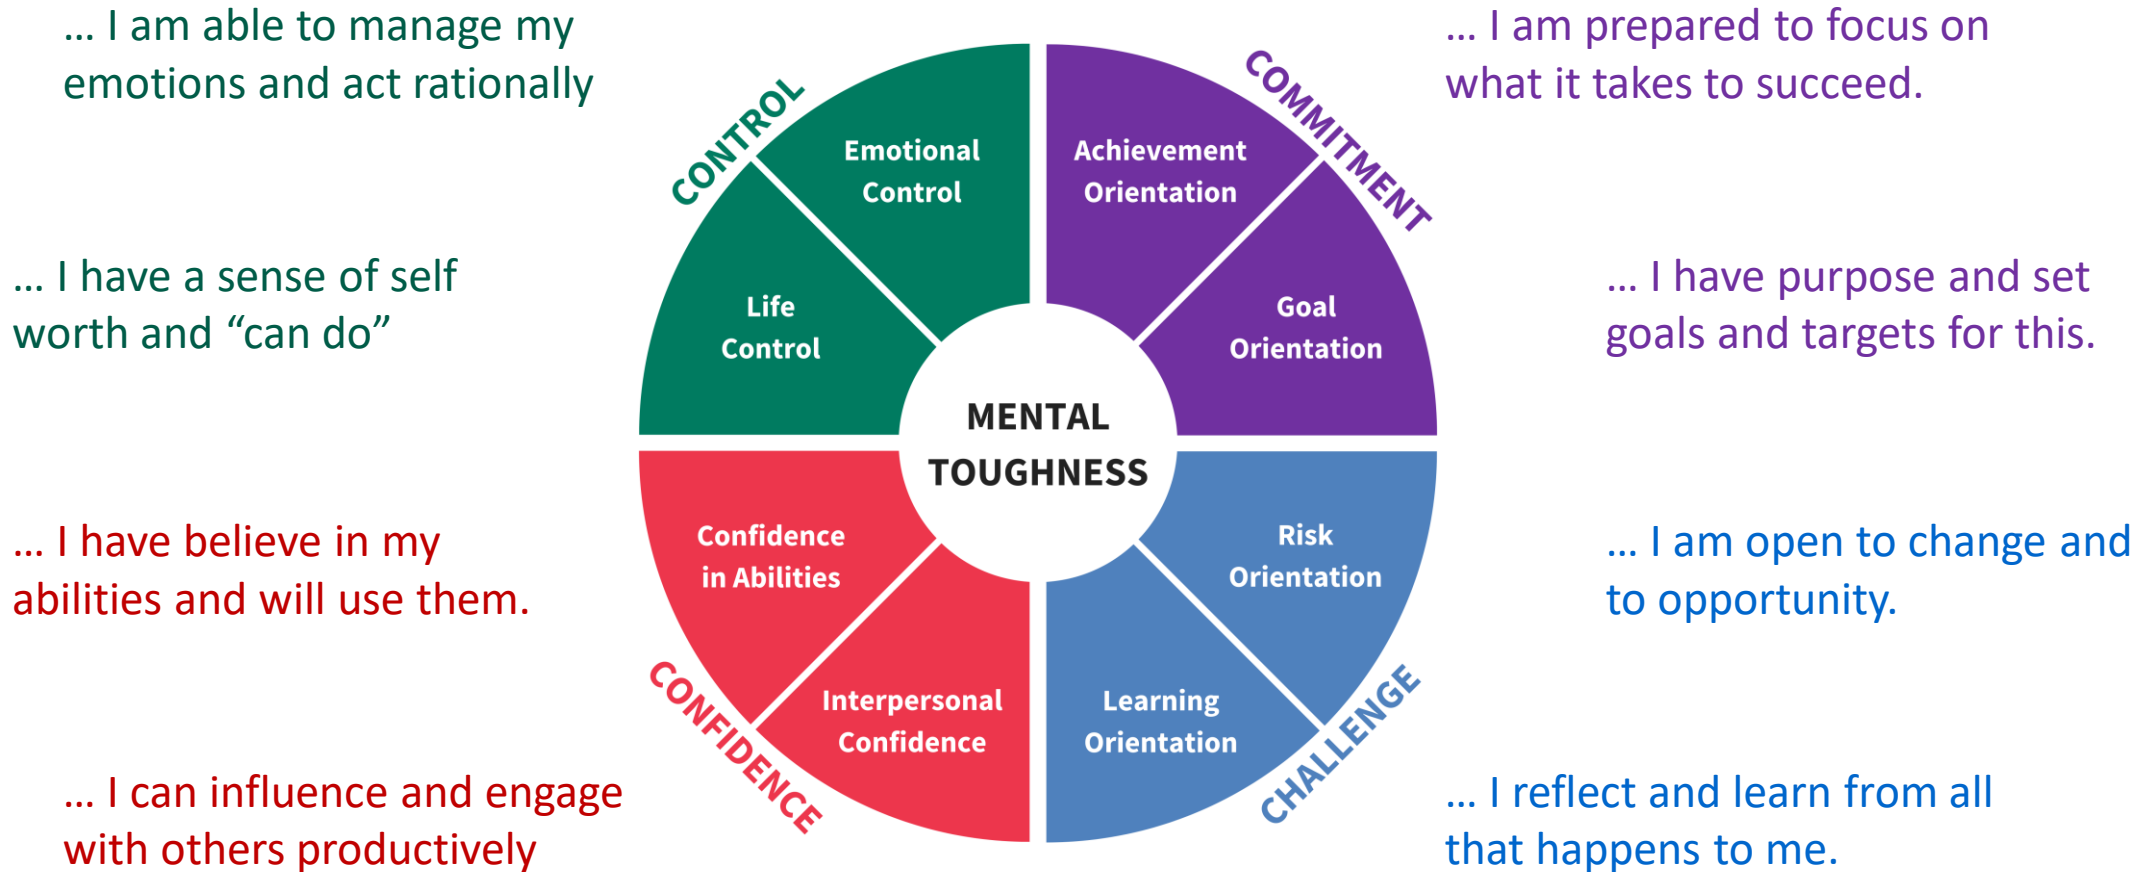 … I am able to manage my
emotions and act rationally
… I have a sense of self
worth and “can do”
… I have believe in my
abilities and will use them.
… I can influence and engage
with others productively
CONTROL
Emotional
Control
Life
Control
COMMITMENT
Achievement
Orientation
Goal
Orientation
MENTAL
TOUGHNESS
Confidence
in Abilities
Interpersonal
Confidence
CONFIDENCE
Risk
Orientation
Learning
Orientation
CHALLENGE
… I am prepared to focus on
what it takes to succeed.
… I have purpose and set
goals and targets for this.
… I am open to change and
to opportunity.
… I reflect and learn from all
that happens to me.